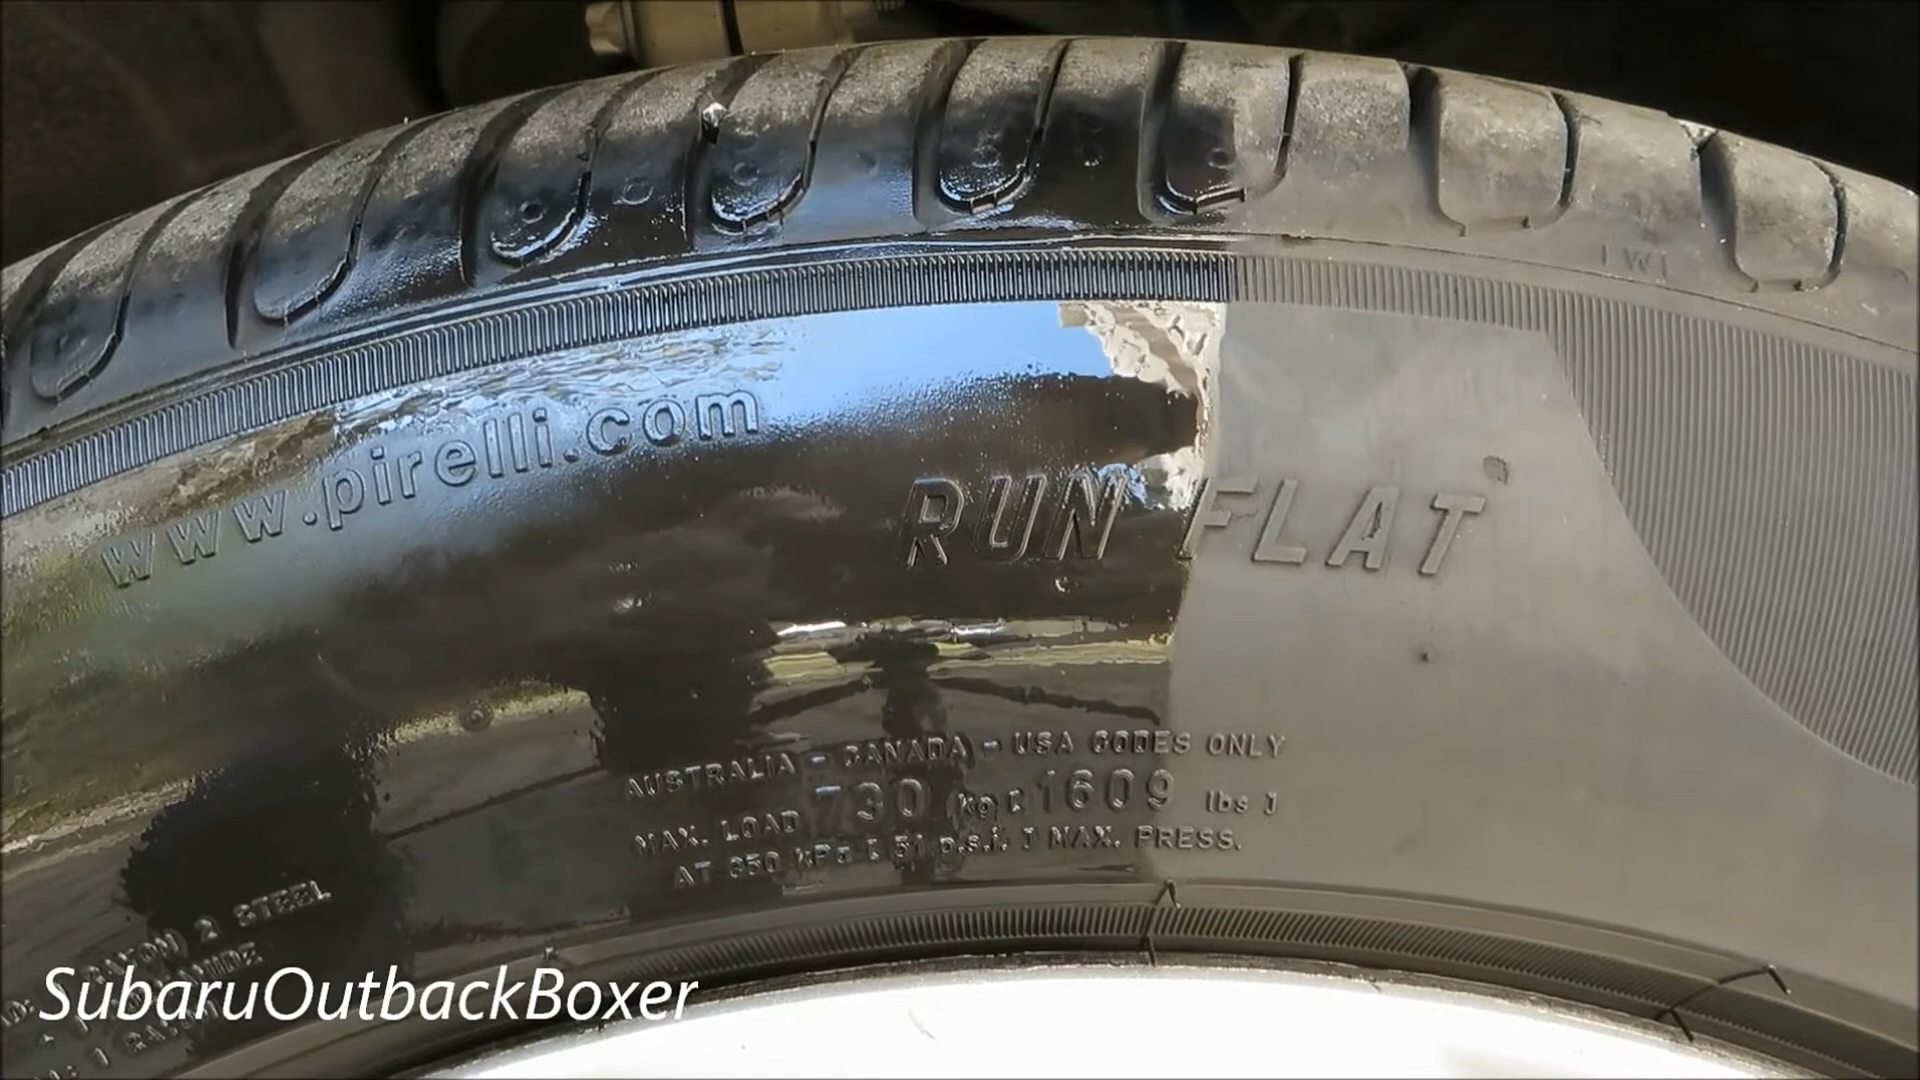 TWI
www.pirelli.com
RUN FLAT
AUSTRALIA - CANADA - USA CODES ONLY
MAX. LOAD 730 (kg) [ 1609 lbs ]
AT 350 kPa [ 51 p.s.i. ] MAX. PRESS.
2 STEEL
SubaruOutbackBoxer